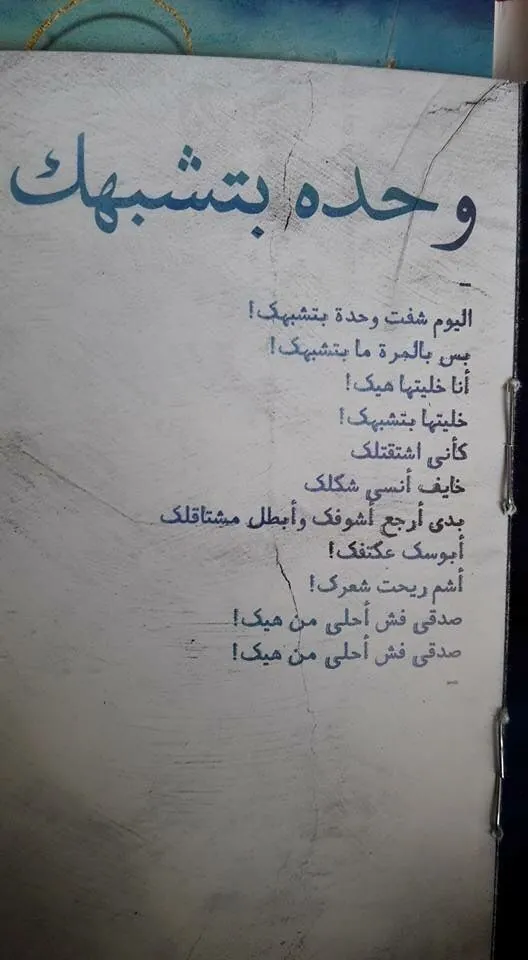 وحده بتشبهك
-
اليوم شفت وحدة بتشبهك!
بس بالمرة ما بتشبهك!
أنا خليتها هيك!
خليتها بتشبهك!
كأني اشتقتلك
خايف أنسى شكلك
بدي أرجع أشوفك وأبطل مشتاقلك
أبوسك عكتفك!
أشم ريحت شعرك!
صدقي فش أحلى من هيك!
صدقي فش أحلى من هيك!
-